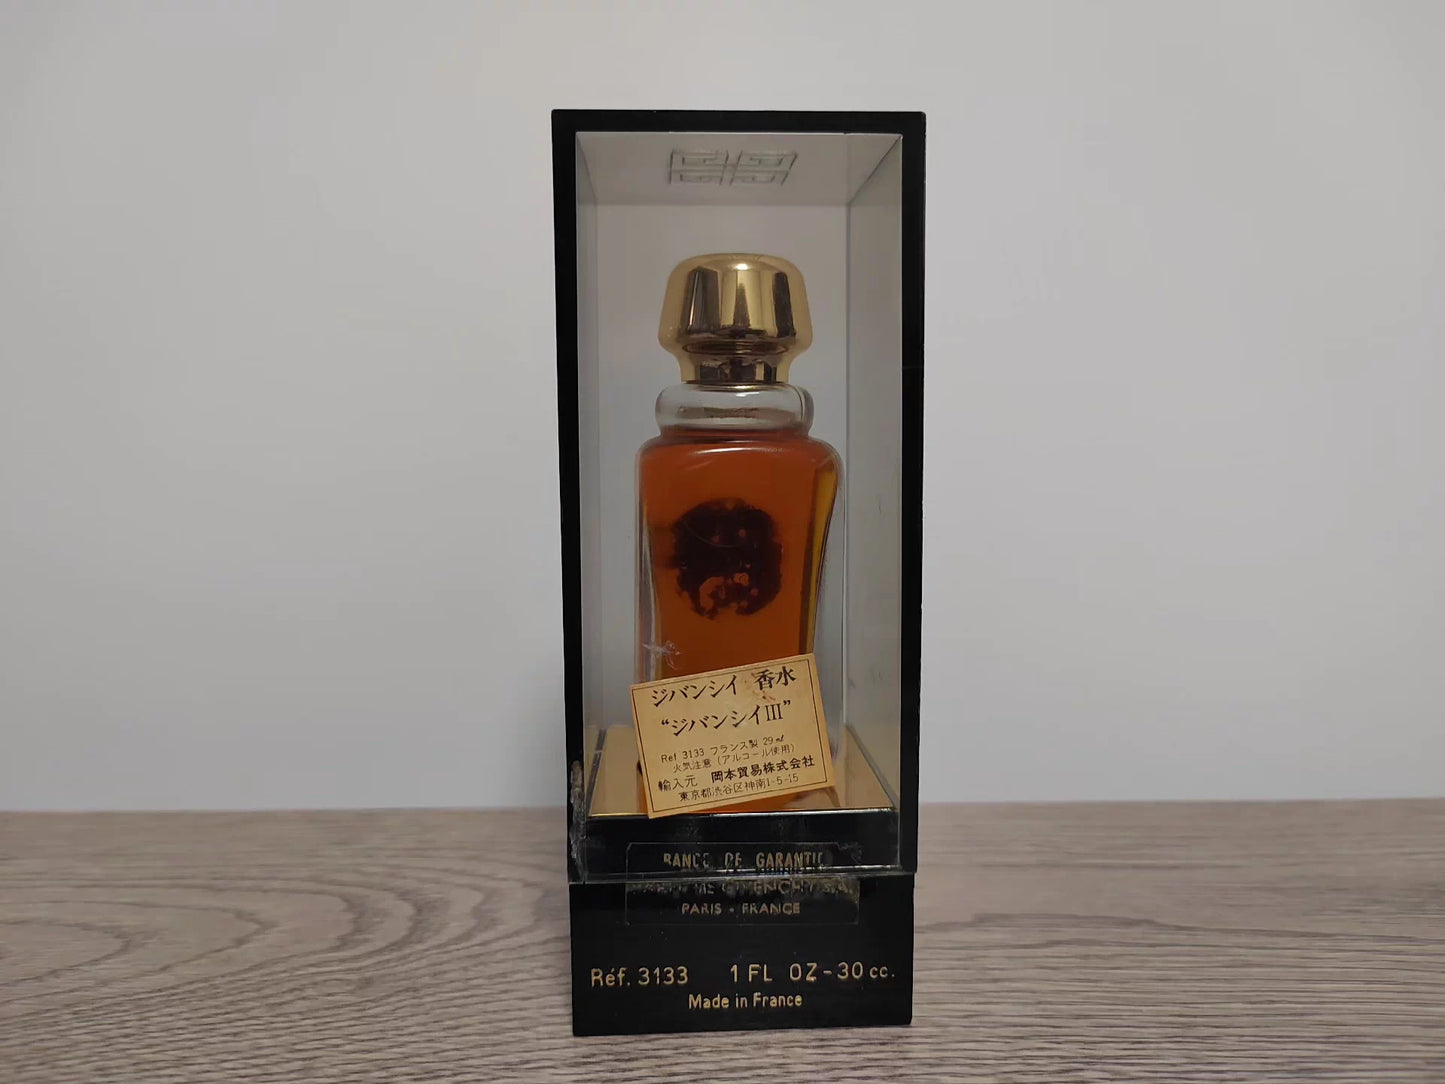 ジバンシイ 香水
“ジバンシイIII”
Ref 3133 フランス製 29ml
火気注意 (アルコール使用)
輸入元 岡本貿易株式会社
東京都渋谷区神南1-5-15
DE GARANTIE
PARIS - FRANCE
Réf. 3133 1 FL OZ - 30 cc.
Made in France